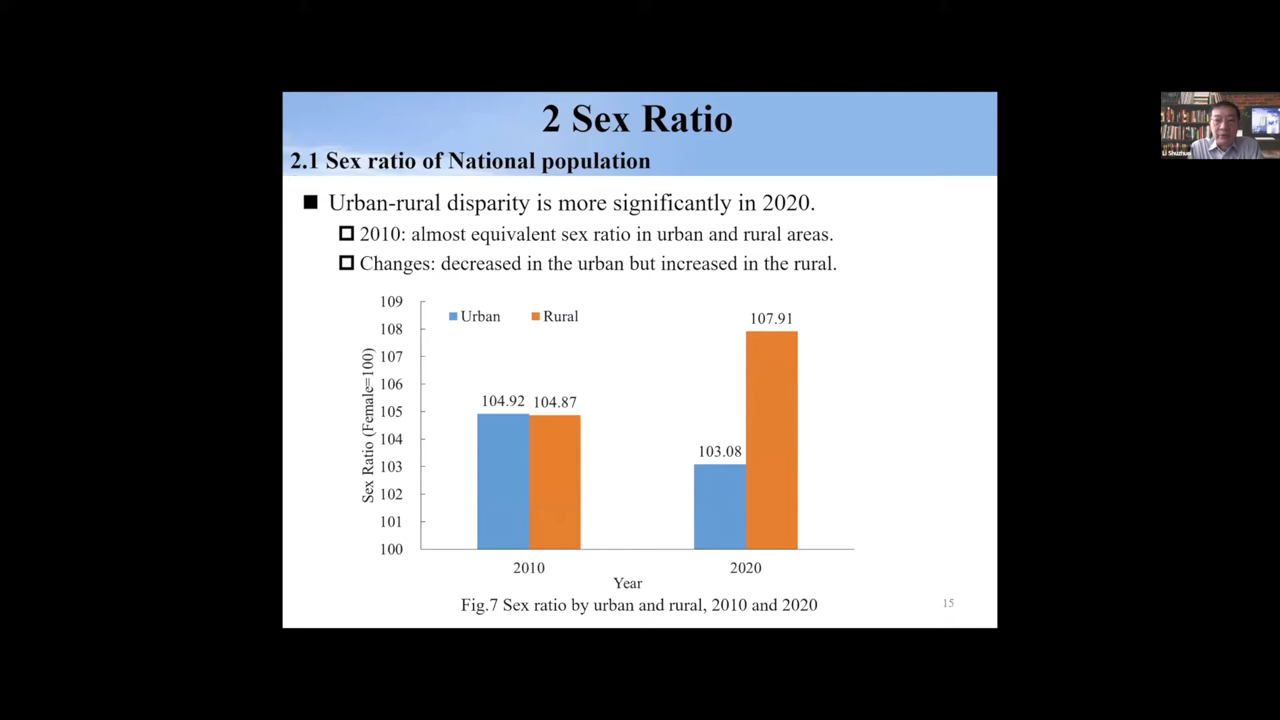 2 Sex Ratio
2.1 Sex ratio of National population
Urban-rural disparity is more significantly in 2020.
2010: almost equivalent sex ratio in urban and rural areas.
Changes: decreased in the urban but increased in the rural.
Urban Rural
109
108
107
106
105
104
103
102
101
100
Sex Ratio (Female=100)
104.92 104.87
103.08 107.91
2010 2020
Year
Fig.7 Sex ratio by urban and rural, 2010 and 2020
15
Li Shuzhuo